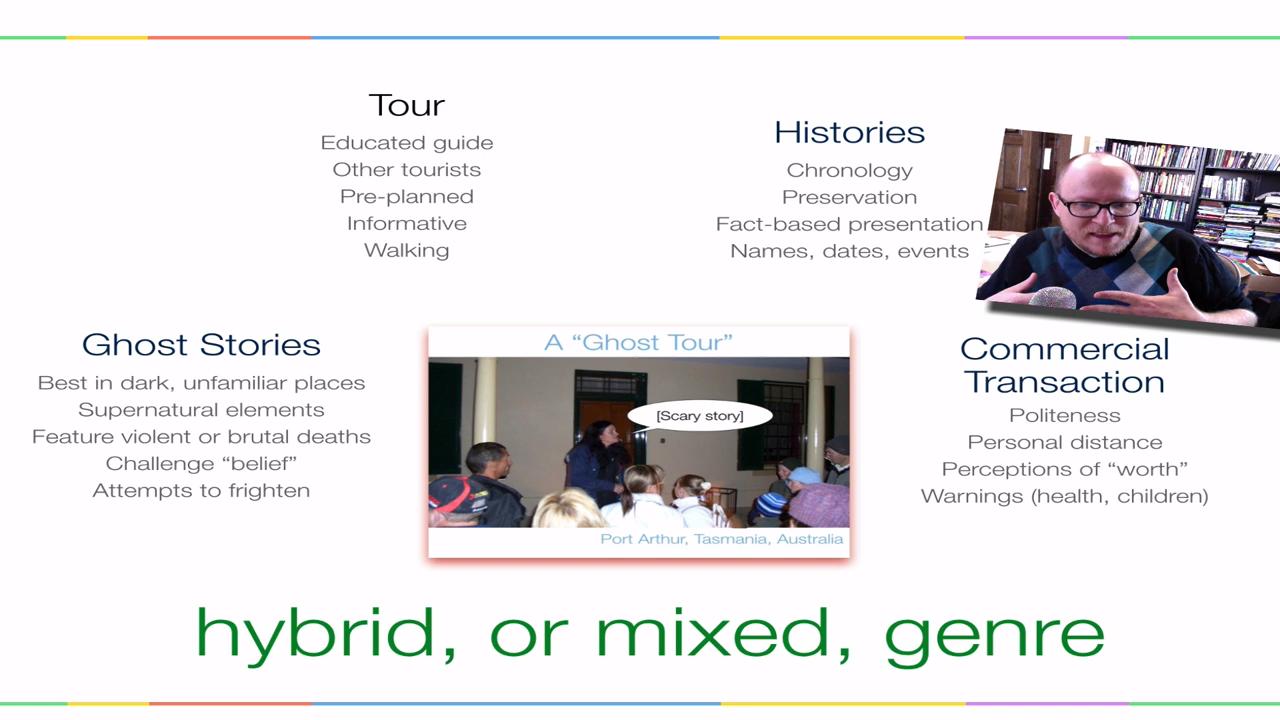 Tour
Educated guide
Other tourists
Pre-planned
Informative
Walking
Histories
Chronology
Preservation
Fact-based presentation
Names, dates, events
Ghost Stories
Best in dark, unfamiliar places
Supernatural elements
Feature violent or brutal deaths
Challenge “belief”
Attempts to frighten
A “Ghost Tour”
[Scary story]
Port Arthur, Tasmania, Australia
Commercial
Transaction
Politeness
Personal distance
Perceptions of “worth”
Warnings (health, children)
hybrid, or mixed, genre